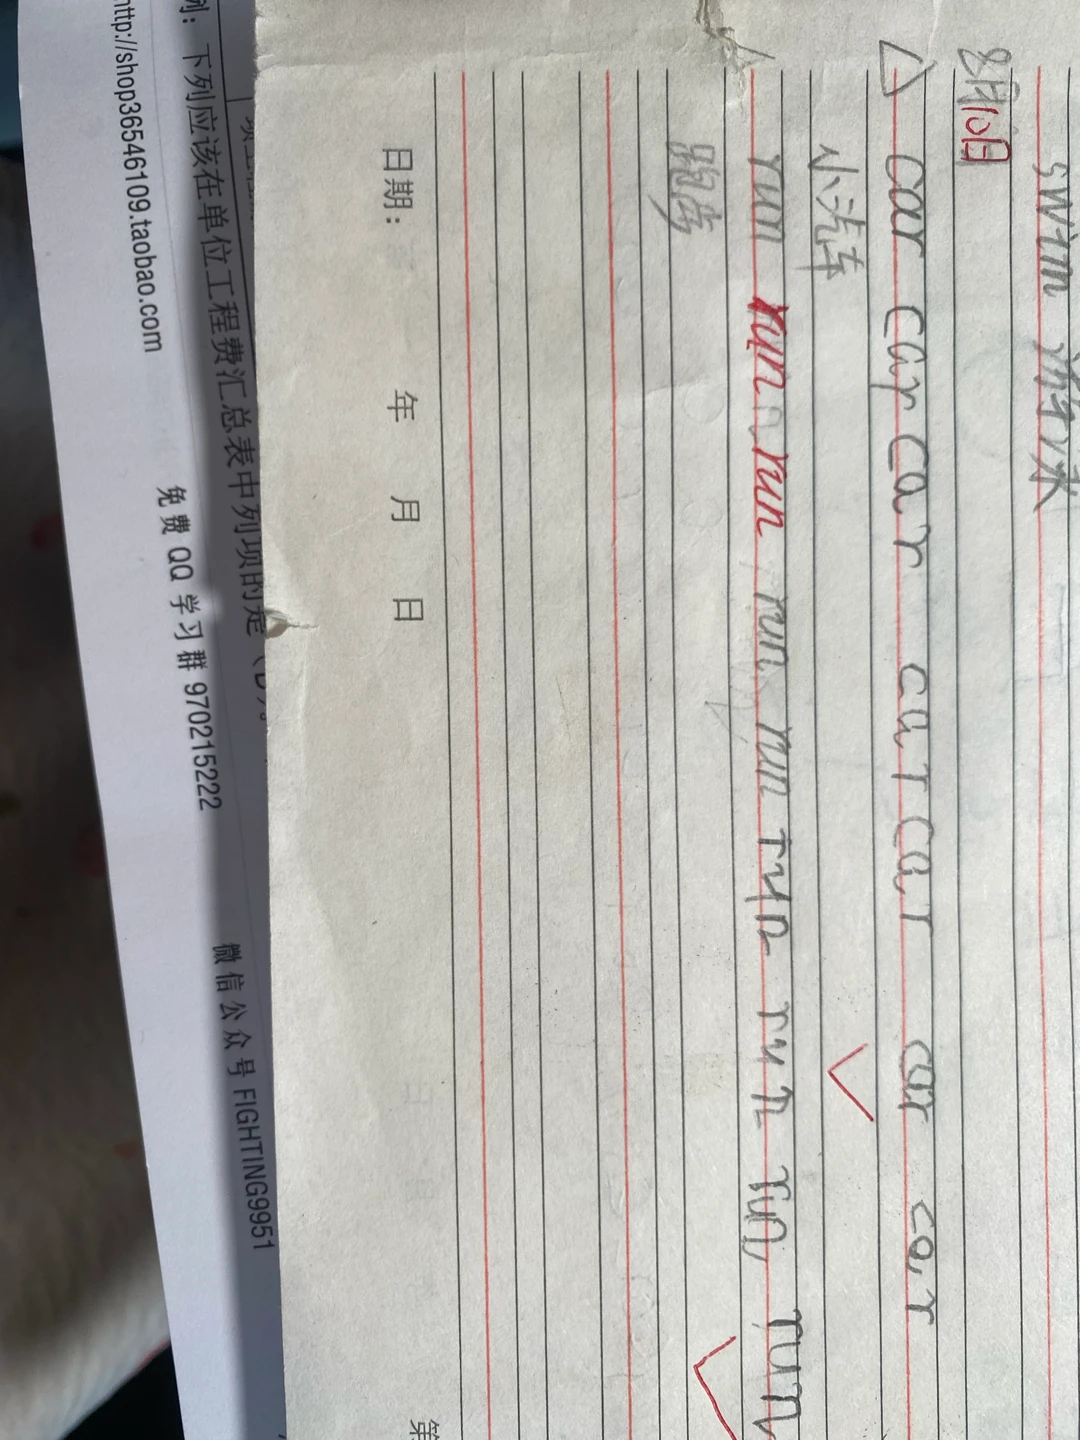 swim 游泳
8月10日
car car car car car car car
小汽车
run run run run run run run run run
跑步
日期： 年 月 日 第
列：下列应该在单位工程费汇总表中列项的是（D）
http://shop36546109.taobao.com 免费 QQ 学习群 970215222 微信公众号 FIGHTING9951